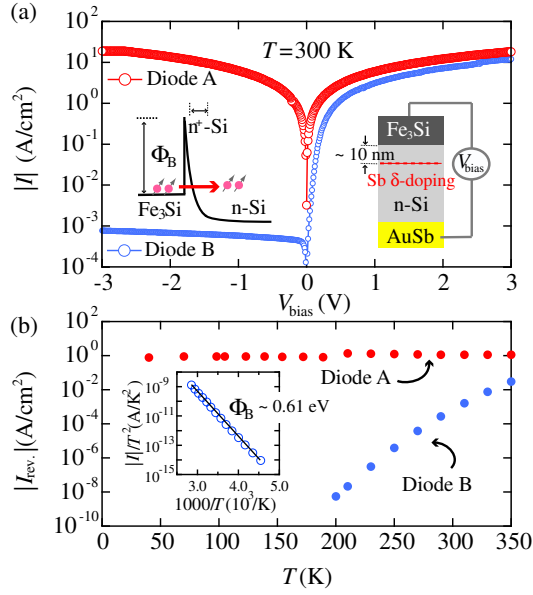 (a)
10²
10¹
10⁰
10⁻¹
10⁻²
10⁻³
10⁻⁴
|I| (A/cm²)
T = 300 K
Diode A
n⁺-Si
Φ_B
Fe₃Si
n-Si
Diode B
Fe₃Si
~ 10 nm
Sb δ-doping
n-Si
AuSb
V_bias
-3 -2 -1 0 1 2 3
V_bias (V)
(b)
10²
10⁰
10⁻²
10⁻⁴
10⁻⁶
10⁻⁸
10⁻¹⁰
|I_rev.| (A/cm²)
Diode A
Diode B
10⁻⁹
10⁻¹¹
10⁻¹³
10⁻¹⁵
|I|/T² (A/K²)
Φ_B ~ 0.61 eV
3.0 4.0 5.0
1000/T (10³/K)
0 50 100 150 200 250 300 350
T (K)